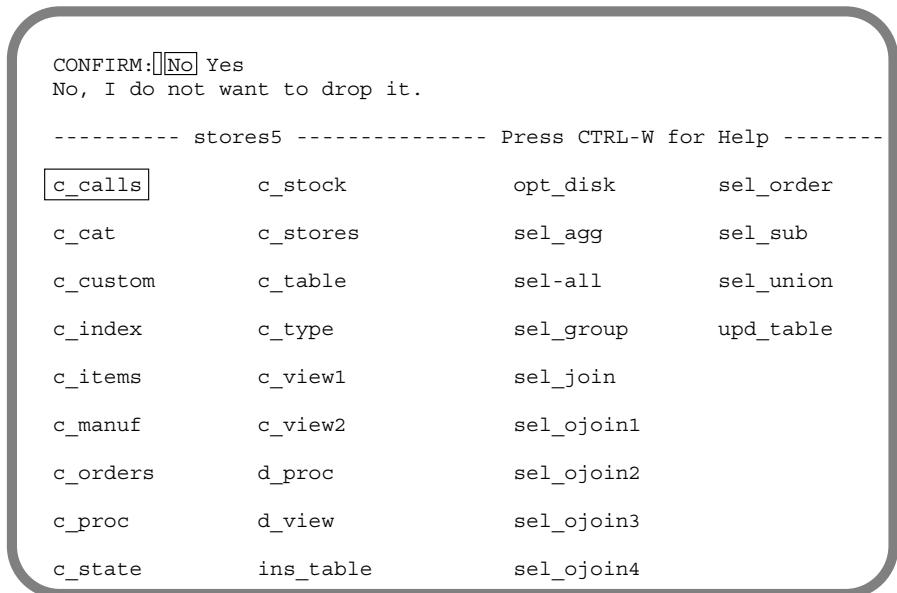 CONFIRM: No Yes
No, I do not want to drop it.
---------- stores5 --------------- Press CTRL-W for Help --------
c_calls c_stock opt_disk sel_order
c_cat c_stores sel_agg sel_sub
c_custom c_table sel-all sel_union
c_index c_type sel_group upd_table
c_items c_view1 sel_join
c_manuf c_view2 sel_ojoin1
c_orders d_proc sel_ojoin2
c_proc d_view sel_ojoin3
c_state ins_table sel_ojoin4